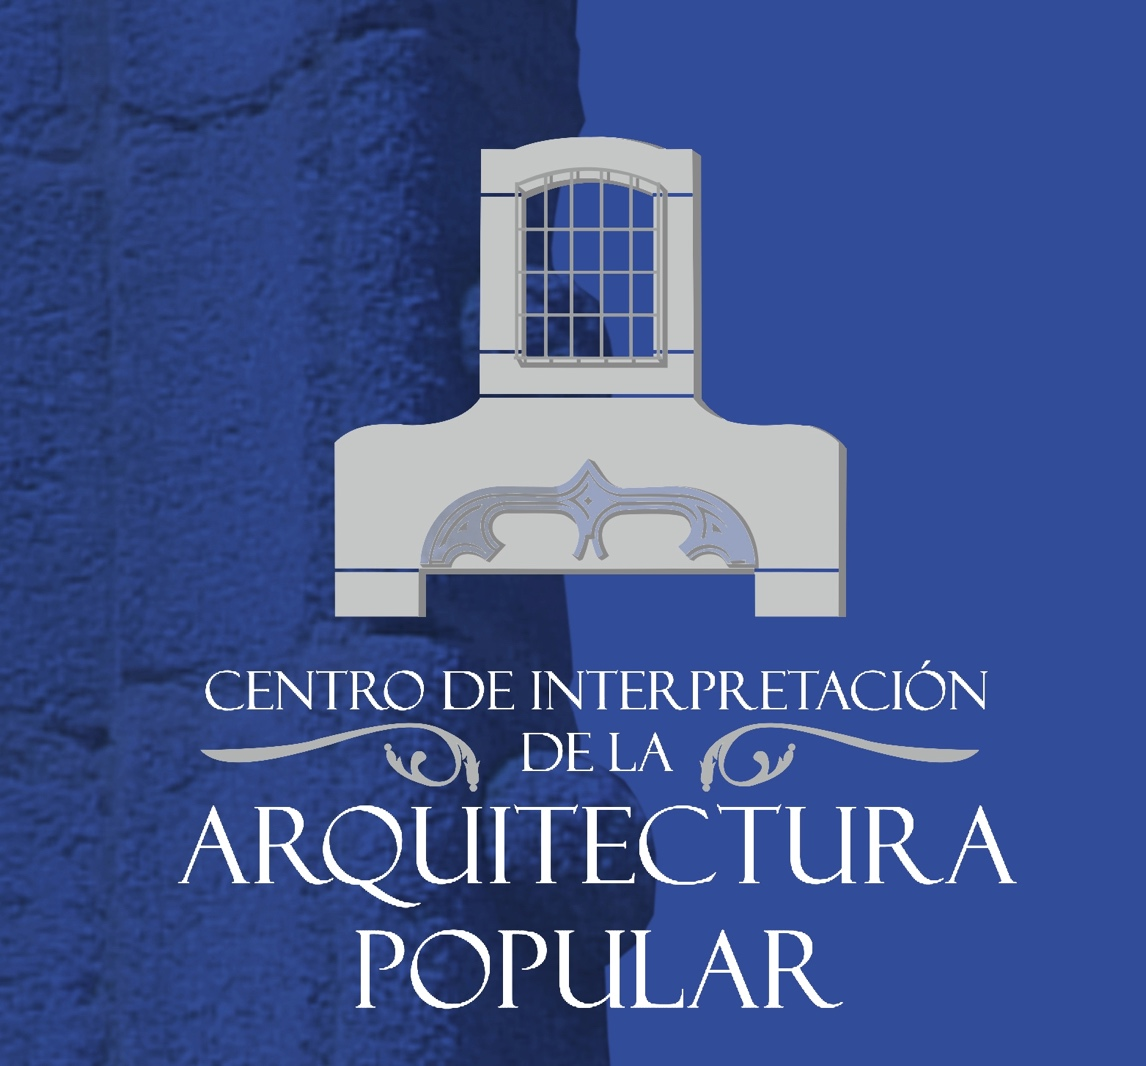 CENTRO DE INTERPRETACIÓN
DE LA
ARQUITECTURA
POPULAR